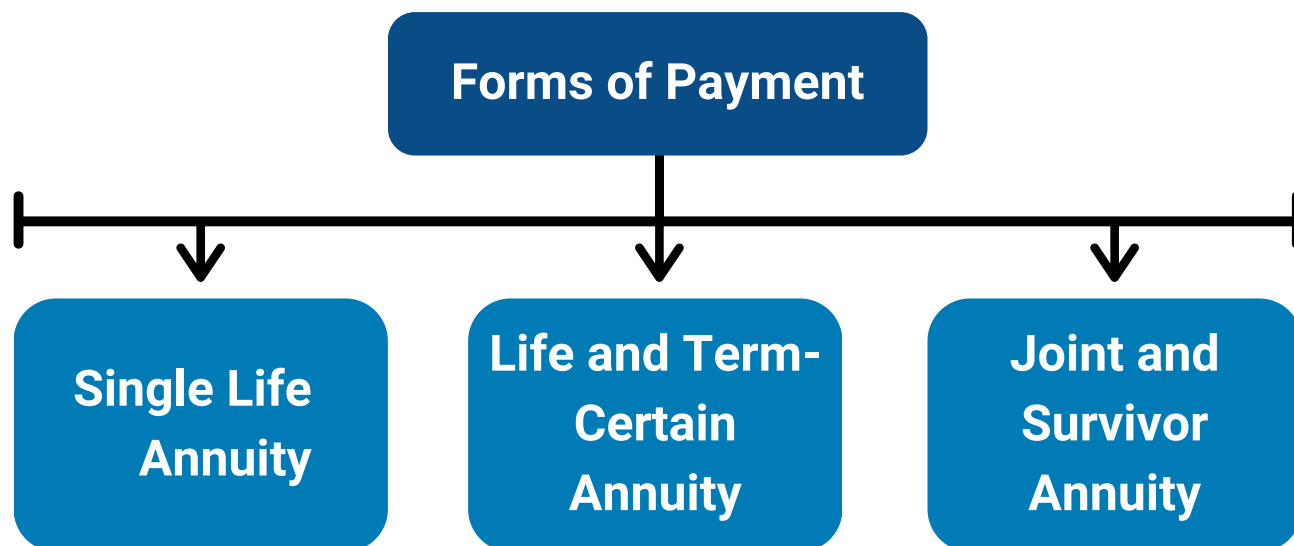 Forms of Payment
Single Life
Annuity
Life and Term-
Certain
Annuity
Joint and
Survivor
Annuity